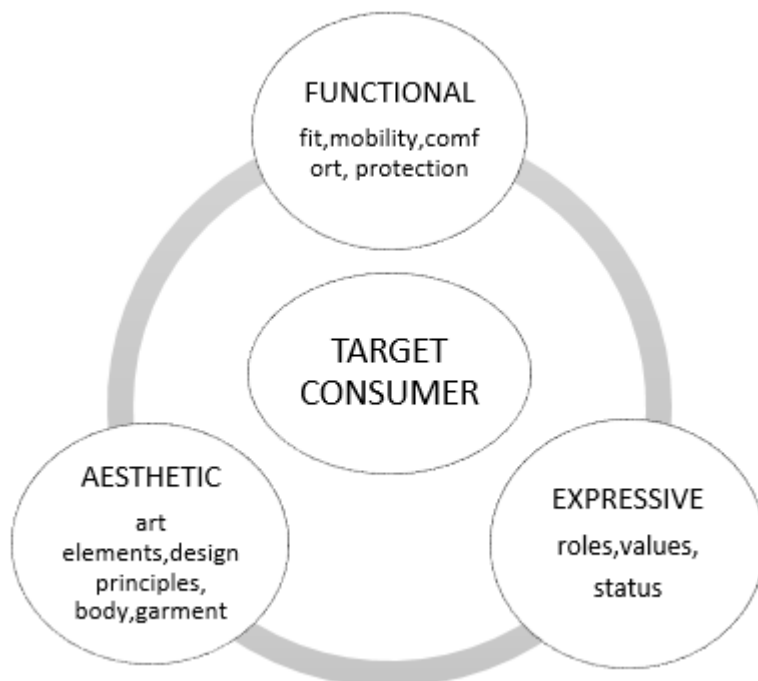 FUNCTIONAL
fit,mobility,comf
ort, protection
TARGET
CONSUMER
AESTHETIC
art
elements,design
principles,
body,garment
EXPRESSIVE
roles,values,
status